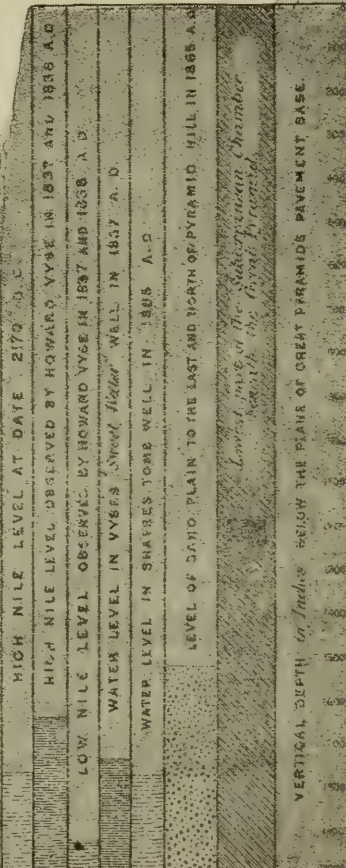 HIGH NILE LEVEL AT DATE 2170 B.C.
HIGH NILE LEVEL OBSERVED BY HOWARD VYSE IN 1837 AND 1838 A.D
LOW NILE LEVEL OBSERVED BY HOWARD VYSE IN 1837 AND 1838 A.D.
WATER LEVEL IN VYSES Sweet Water WELL IN 1837 A.D.
WATER LEVEL IN SHAFRES TOMB WELL IN 1865 A.D
LEVEL OF SAND PLAIN TO THE EAST AND NORTH OF PYRAMID HILL IN 1865 A.D
Lowest part of the Subterranean Chamber
beneath the Great Pyramid
VERTICAL DEPTH in Inches BELOW THE PLANE OF GREAT PYRAMIDS PAVEMENT BASE